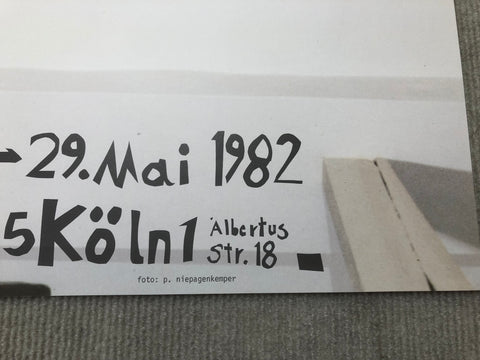 29. Mai 1982
5 Köln 1 Albertus
Str. 18
foto: p. niepagenkemper